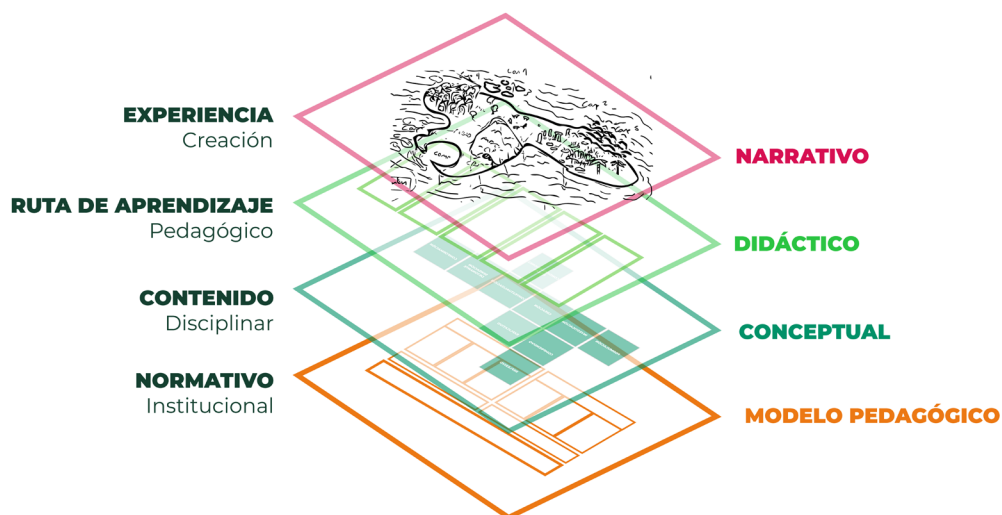 EXPERIENCIA
Creación
NARRATIVO
RUTA DE APRENDIZAJE
Pedagógico
DIDÁCTICO
CONTENIDO
Disciplinar
CONCEPTUAL
NORMATIVO
Institucional
MODELO PEDAGÓGICO